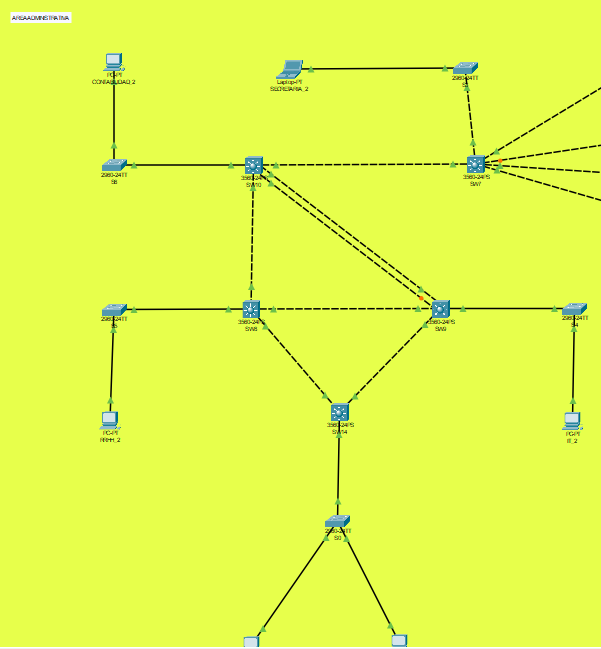 AREA ADMINISTRATIVA
PC-PT
CONTABILIDAD_2
Laptop-PT
SECRETARIA_2
2960-24TT
2960-24TT
S6
3560-24PS
SW10
3560-24PS
SW7
2960-24TT
S5
3560-24PS
SW8
3560-24PS
SW9
2960-24TT
S4
PC-PT
RRHH_2
3560-24PS
SW14
PC-PT
IT_2
2960-24TT
S0